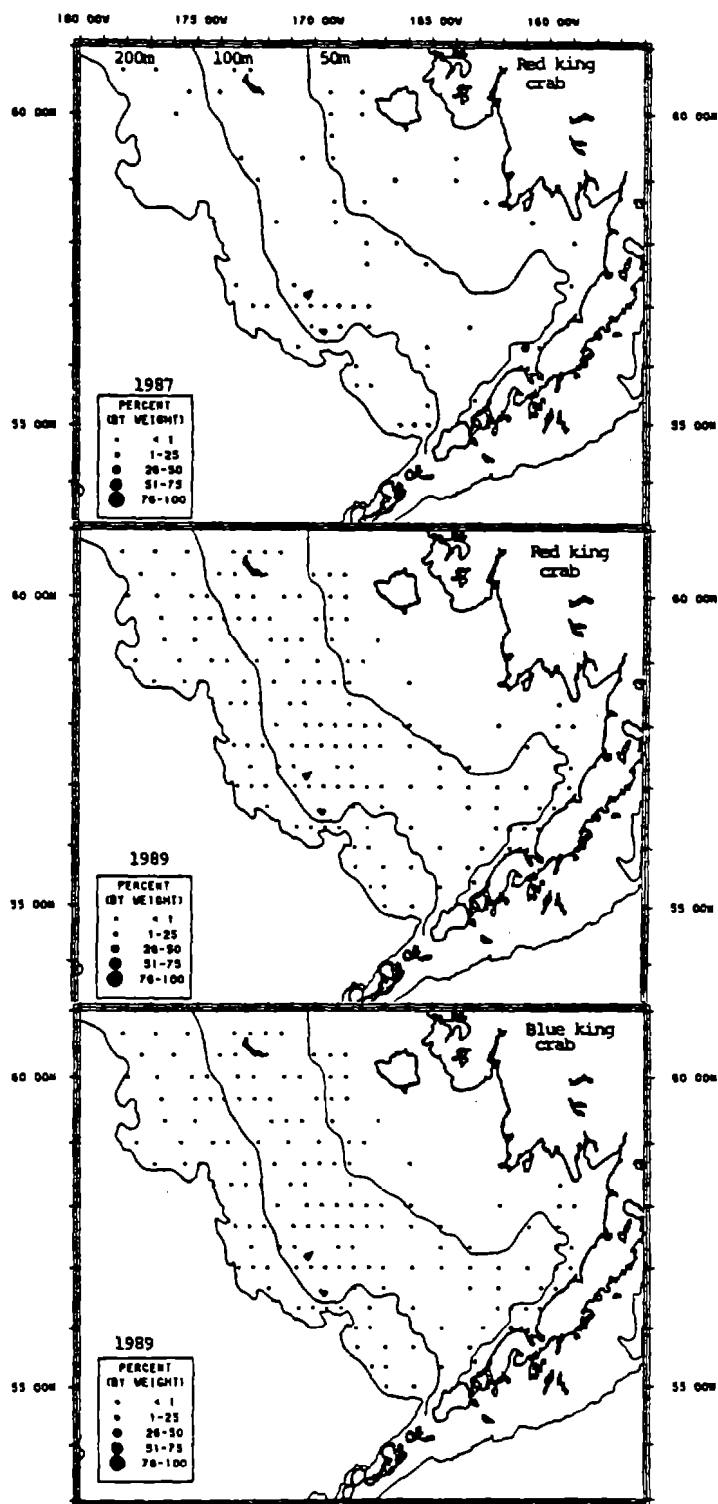 180 00W 175 00W 170 00W 165 00W 160 00W
200m 100m 50m
Red king
crab
60 00N 60 00N
55 00N 55 00N
1987
PERCENT
(BY WEIGHT)
< 1
1-25
26-50
51-75
76-100
Red king
crab
60 00N 60 00N
55 00N 55 00N
1989
PERCENT
(BY WEIGHT)
< 1
1-25
26-50
51-75
76-100
Blue king
crab
60 00N 60 00N
55 00N 55 00N
1989
PERCENT
(BY WEIGHT)
< 1
1-25
26-50
51-75
76-100